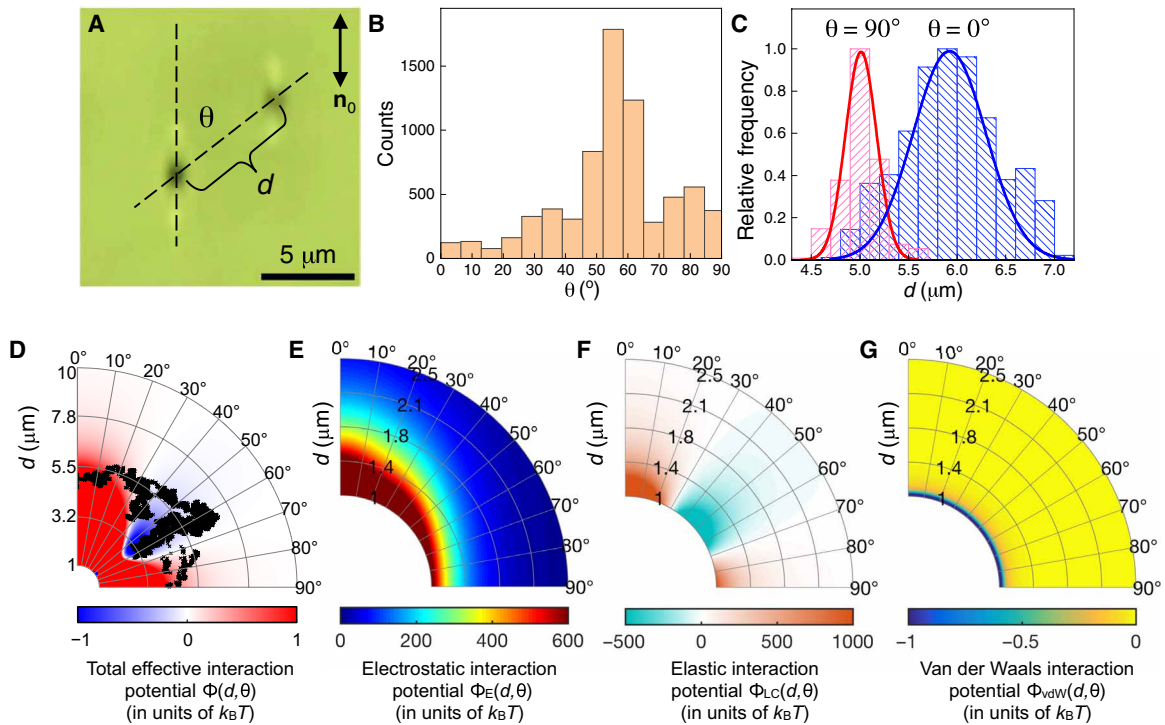 A
θ
d
n0
5 μm
B
Counts
1500
1000
500
0
0 10 20 30 40 50 60 70 80 90
θ (°)
C
θ = 90° θ = 0°
Relative frequency
1.0
0.8
0.6
0.4
0.2
0.0
4.5 5.0 5.5 6.0 6.5 7.0
d (μm)
D
0° 10° 20° 30° 40° 50° 60° 70° 80° 90°
d (μm)
10
7.8
5.5
3.2
1
−1 0 1
Total effective interaction
potential Φ(d,θ)
(in units of kBT)
E
0° 10° 20° 30° 40° 50° 60° 70° 80° 90°
d (μm)
2.5
2.1
1.8
1.4
1
0 200 400 600
Electrostatic interaction
potential ΦE(d,θ)
(in units of kBT)
F
0° 10° 20° 30° 40° 50° 60° 70° 80° 90°
d (μm)
2.5
2.1
1.8
1.4
1
−500 0 500 1000
Elastic interaction
potential ΦLC(d,θ)
(in units of kBT)
G
0° 10° 20° 30° 40° 50° 60° 70° 80° 90°
d (μm)
2.5
2.1
1.8
1.4
1
−1 −0.5 0
Van der Waals interaction
potential ΦvdW(d,θ)
(in units of kBT)